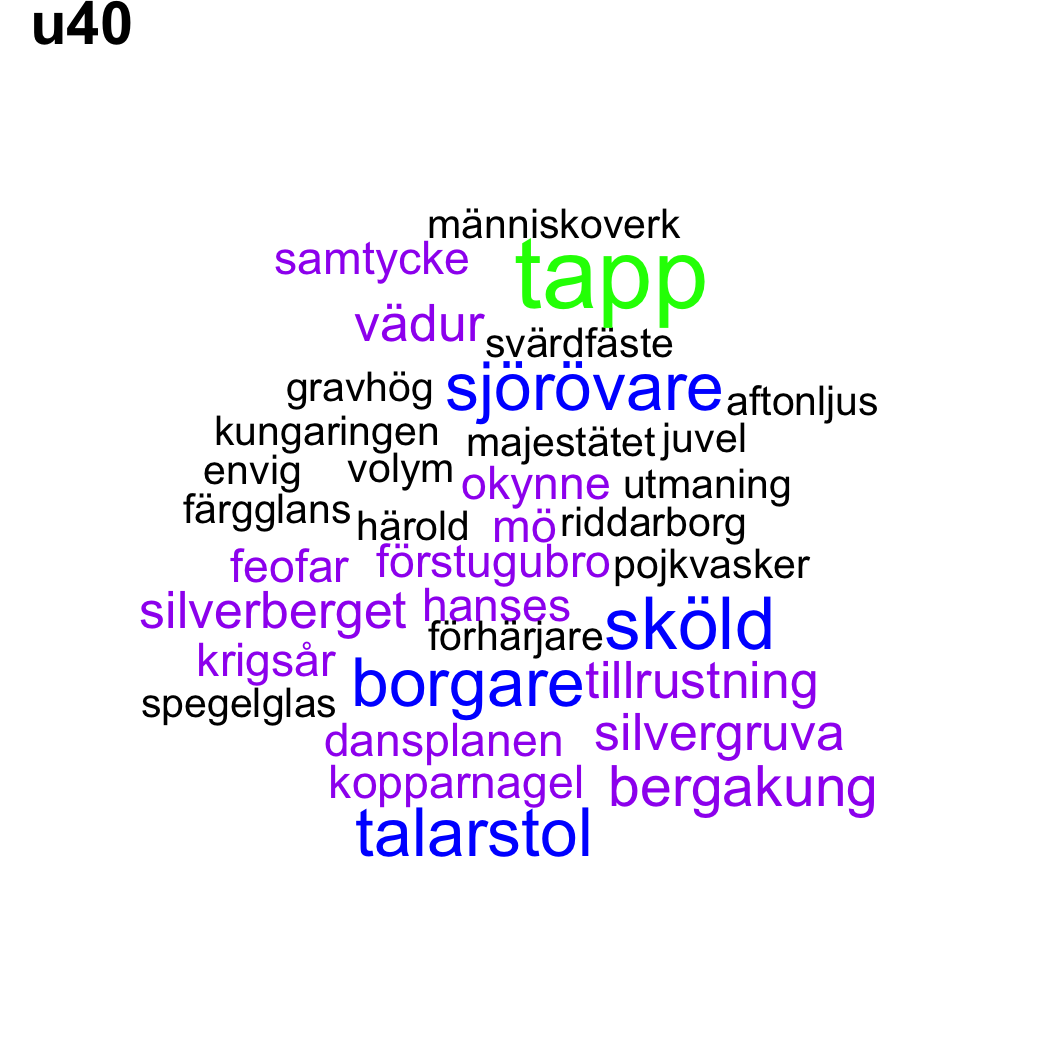 u40
människoverk
samtycke tapp
vädur svärdfäste
gravhög sjörövare aftonljus
kungaringen majestätet juvel
envig volym okynne utmaning
färgglans härold mö riddarborg
feofar förstugubro pojkvasker
silverberget hanses sköld
förhärjare
krigsår borgare tillrustning
spegelglas
dansplanen silvergruva
kopparnagel bergakung
talarstol